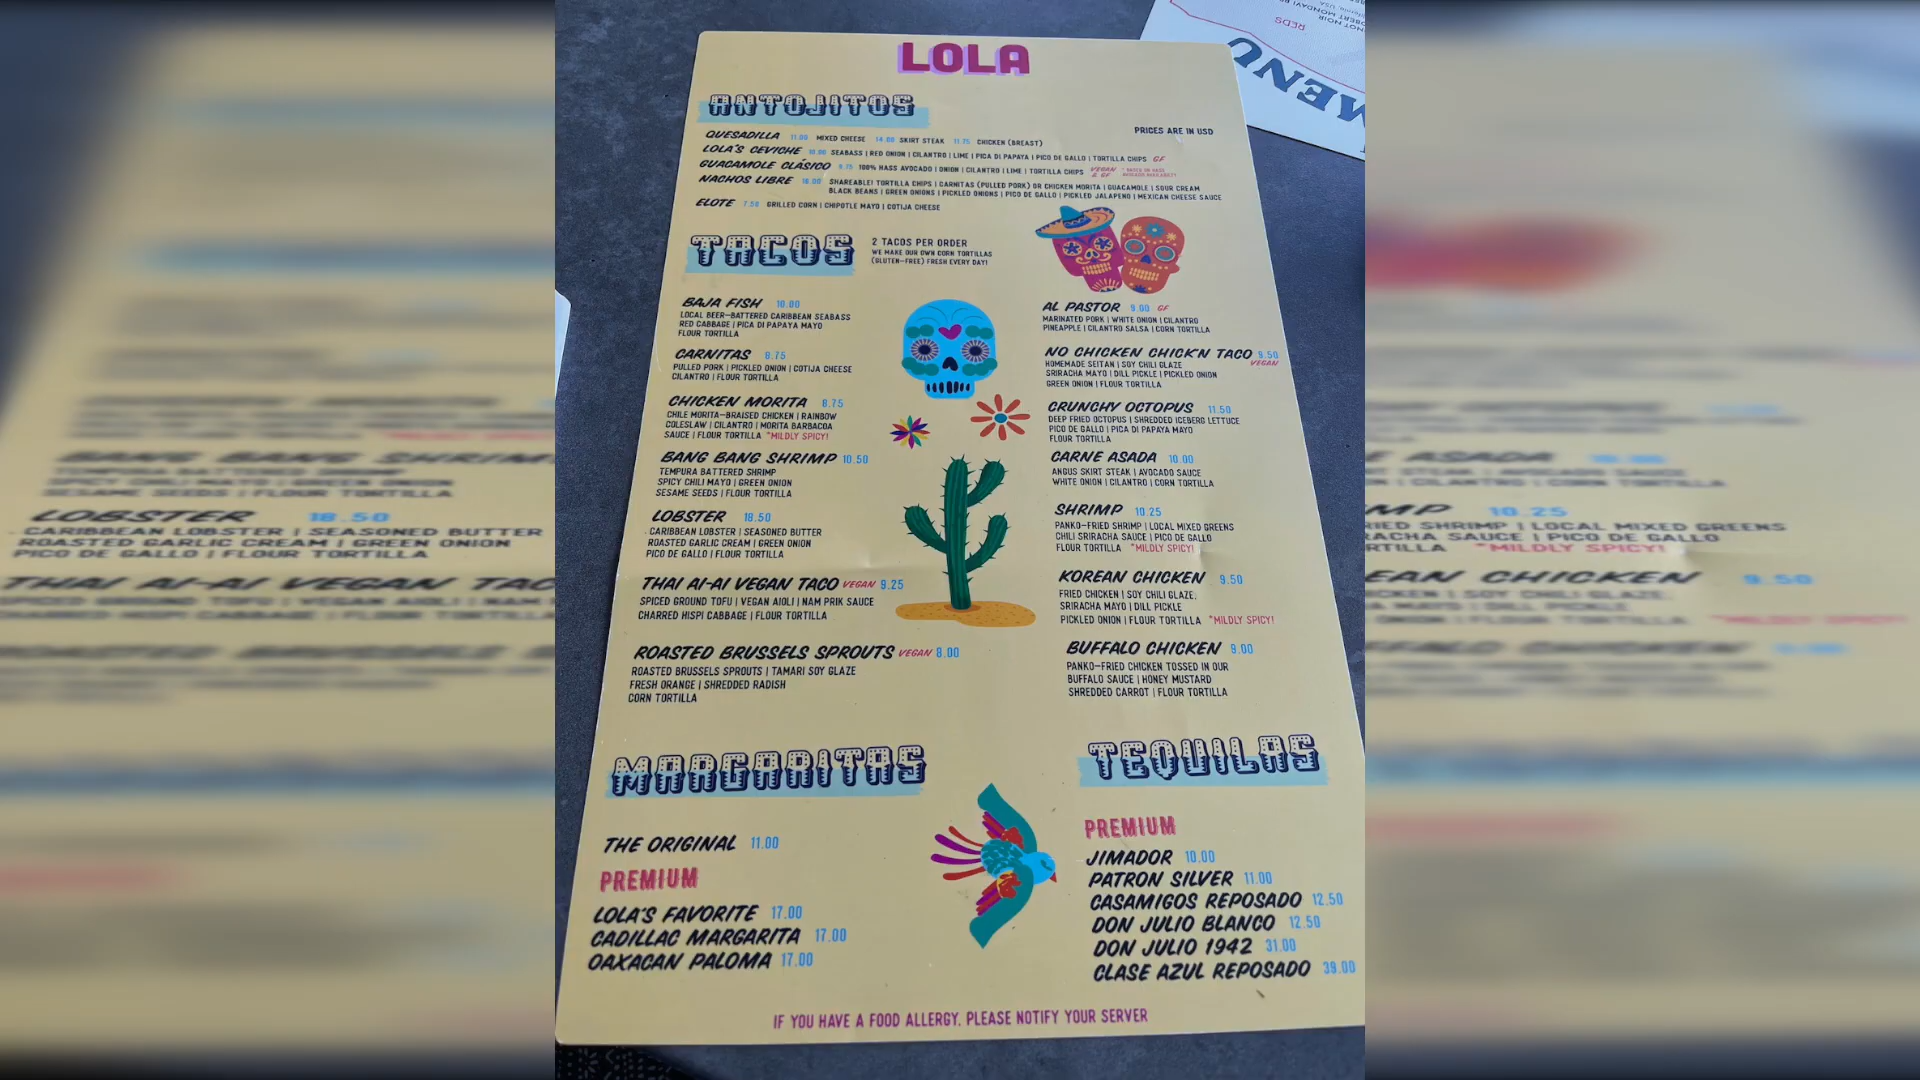 LOLA
ANTOJITOS
PRICES ARE IN USD
QUESADILLA 11.00 MIXED CHEESE 14.00 SKIRT STEAK 11.75 CHICKEN (BREAST)
LOLA'S CEVICHE SEABASS | RED ONION | CILANTRO | LIME | PICA DI PAPAYA | PICO DE GALLO | TORTILLA CHIPS GF
GUACAMOLE CLÁSICO 9.75 100% HASS AVOCADO | ONION | CILANTRO | LIME | TORTILLA CHIPS VEGAN & GF
NACHOS LIBRE 16.00 SHAREABLE! TORTILLA CHIPS | CARNITAS (PULLED PORK) OR CHICKEN MORITA | GUACAMOLE | SOUR CREAM
BLACK BEANS | GREEN ONIONS | PICKLED ONIONS | PICO DE GALLO | PICKLED JALAPENO | MEXICAN CHEESE SAUCE
ELOTE 7.50 GRILLED CORN | CHIPOTLE MAYO | COTIJA CHEESE
TACOS
2 TACOS PER ORDER
WE MAKE OUR OWN CORN TORTILLAS
(GLUTEN-FREE) FRESH EVERY DAY!
BAJA FISH 10.00
LOCAL BEER-BATTERED CARIBBEAN SEABASS
RED CABBAGE | PICA DI PAPAYA MAYO
FLOUR TORTILLA
CARNITAS 8.75
PULLED PORK | PICKLED ONION | COTIJA CHEESE
CILANTRO | FLOUR TORTILLA
CHICKEN MORITA 8.75
CHILE MORITA-BRAISED CHICKEN | RAINBOW
COLESLAW | CILANTRO | MORITA BARBACOA
SAUCE | FLOUR TORTILLA *MILDLY SPICY!
BANG BANG SHRIMP 10.50
TEMPURA BATTERED SHRIMP
SPICY CHILI MAYO | GREEN ONION
SESAME SEEDS | FLOUR TORTILLA
LOBSTER 18.50
CARIBBEAN LOBSTER | SEASONED BUTTER
ROASTED GARLIC CREAM | GREEN ONION
PICO DE GALLO | FLOUR TORTILLA
THAI AI-AI VEGAN TACO VEGAN 9.25
SPICED GROUND TOFU | VEGAN AIOLI | NAM PRIK SAUCE
CHARRED HISPI CABBAGE | FLOUR TORTILLA
ROASTED BRUSSELS SPROUTS VEGAN 8.00
ROASTED BRUSSELS SPROUTS | TAMARI SOY GLAZE
FRESH ORANGE | SHREDDED RADISH
CORN TORTILLA
AL PASTOR 9.00 GF
MARINATED PORK | WHITE ONION | CILANTRO
PINEAPPLE | CILANTRO SALSA | CORN TORTILLA
NO CHICKEN CHICK'N TACO 9.50
VEGAN
HOMEMADE SEITAN | SOY CHILI GLAZE
SRIRACHA MAYO | DILL PICKLE | PICKLED ONION
GREEN ONION | FLOUR TORTILLA
CRUNCHY OCTOPUS 11.50
DEEP FRIED OCTOPUS | SHREDDED ICEBERG LETTUCE
PICO DE GALLO | PICA DI PAPAYA MAYO
FLOUR TORTILLA
CARNE ASADA 10.00
ANGUS SKIRT STEAK | AVOCADO SAUCE
WHITE ONION | CILANTRO | CORN TORTILLA
SHRIMP 10.25
PANKO-FRIED SHRIMP | LOCAL MIXED GREENS
CHILI SRIRACHA SAUCE | PICO DE GALLO
FLOUR TORTILLA *MILDLY SPICY!
KOREAN CHICKEN 9.50
FRIED CHICKEN | SOY CHILI GLAZE;
SRIRACHA MAYO | DILL PICKLE
PICKLED ONION | FLOUR TORTILLA *MILDLY SPICY!
BUFFALO CHICKEN 9.00
PANKO-FRIED CHICKEN TOSSED IN OUR
BUFFALO SAUCE | HONEY MUSTARD
SHREDDED CARROT | FLOUR TORTILLA
MARGARITAS
THE ORIGINAL 11.00
PREMIUM
LOLA'S FAVORITE 17.00
CADILLAC MARGARITA 17.00
OAXACAN PALOMA 17.00
TEQUILAS
PREMIUM
JIMADOR 10.00
PATRON SILVER 11.00
CASAMIGOS REPOSADO 12.50
DON JULIO BLANCO 12.50
DON JULIO 1942 31.00
CLASE AZUL REPOSADO 39.00
IF YOU HAVE A FOOD ALLERGY, PLEASE NOTIFY YOUR SERVER
MENU
REDS